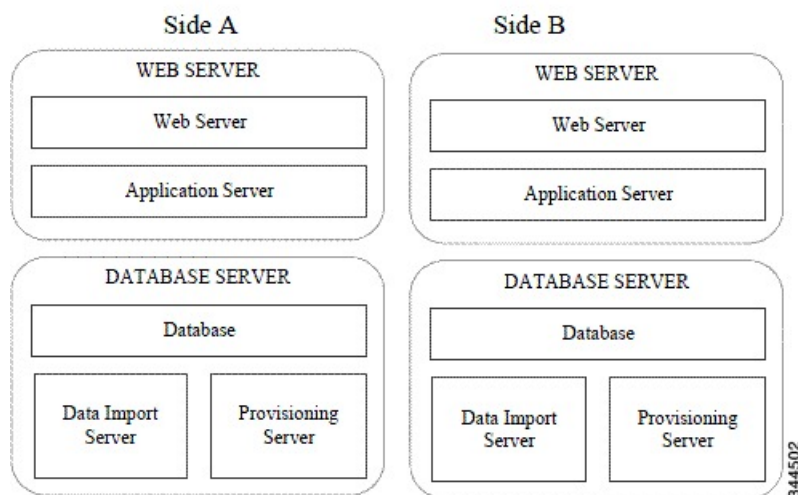 Side A
WEB SERVER
Web Server
Application Server
DATABASE SERVER
Database
Data Import
Server
Provisioning
Server
Side B
WEB SERVER
Web Server
Application Server
DATABASE SERVER
Database
Data Import
Server
Provisioning
Server
344502